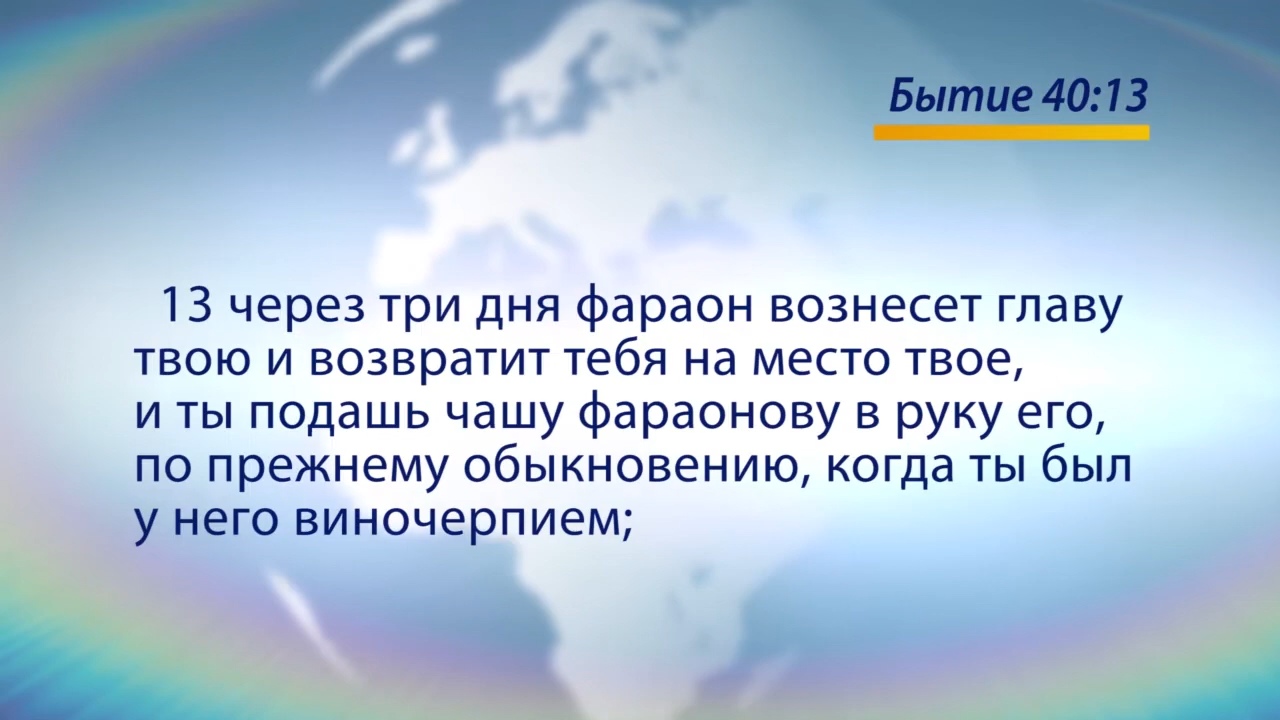 Бытие 40:13
13 через три дня фараон вознесет главу
твою и возвратит тебя на место твое,
и ты подашь чашу фараонову в руку его,
по прежнему обыкновению, когда ты был
у него виночерпием;